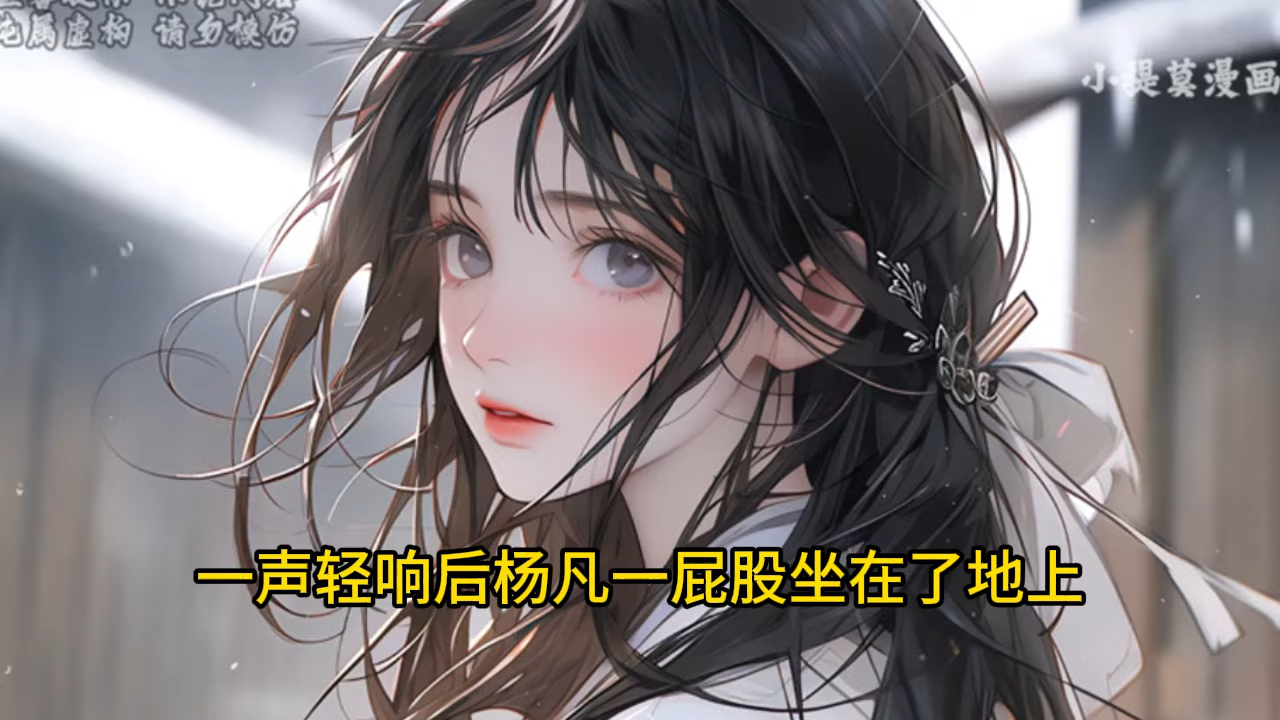 纯属虚构 请勿模仿
小提莫漫画
一声轻响后杨凡一屁股坐在了地上